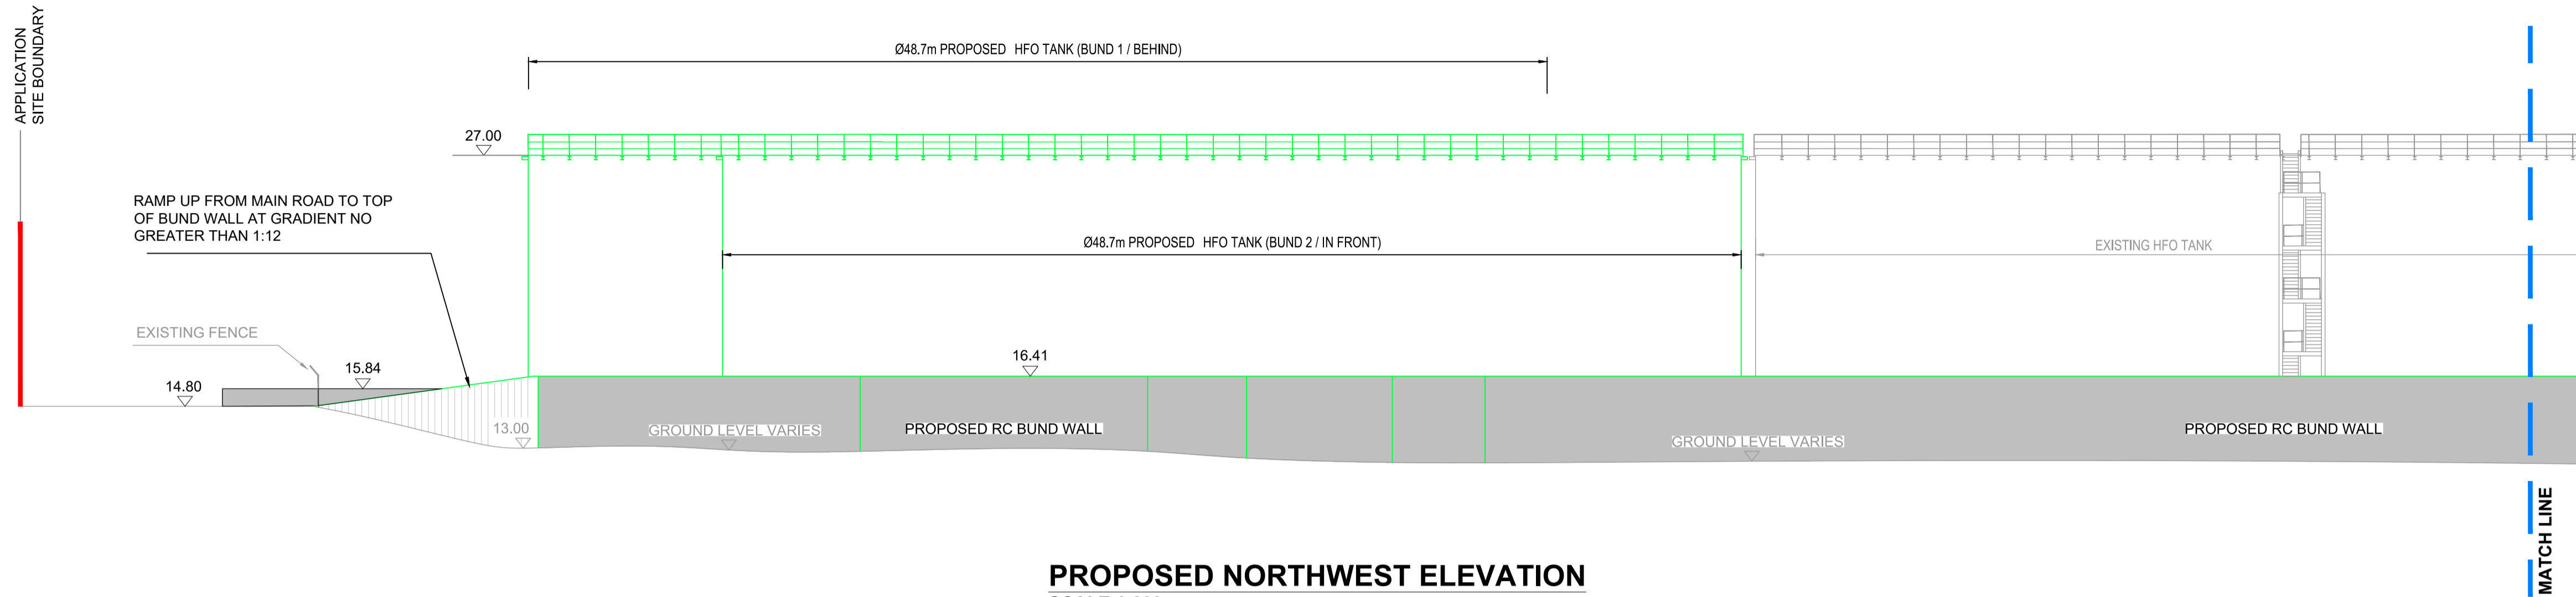 APPLICATION
SITE BOUNDARY
Ø48.7m PROPOSED HFO TANK (BUND 1 / BEHIND)
27.00
RAMP UP FROM MAIN ROAD TO TOP
OF BUND WALL AT GRADIENT NO
GREATER THAN 1:12
Ø48.7m PROPOSED HFO TANK (BUND 2 / IN FRONT)
EXISTING HFO TANK
EXISTING FENCE
14.80
15.84
16.41
13.00
GROUND LEVEL VARIES
PROPOSED RC BUND WALL
GROUND LEVEL VARIES
PROPOSED RC BUND WALL
MATCH LINE
PROPOSED NORTHWEST ELEVATION